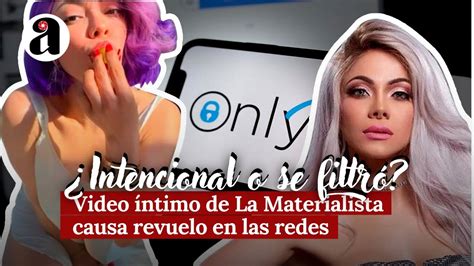 a
Only
¿Intencional o se filtró?
Video íntimo de La Materialista
causa revuelo en las redes